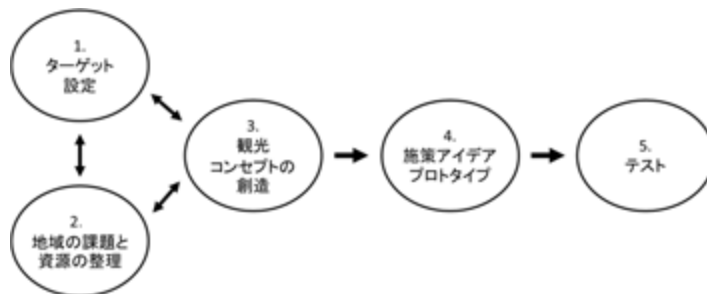 1.
ターゲット
設定
2.
地域の課題と
資源の整理
3.
観光
コンセプトの
創造
4.
施策アイデア
プロトタイプ
5.
テスト